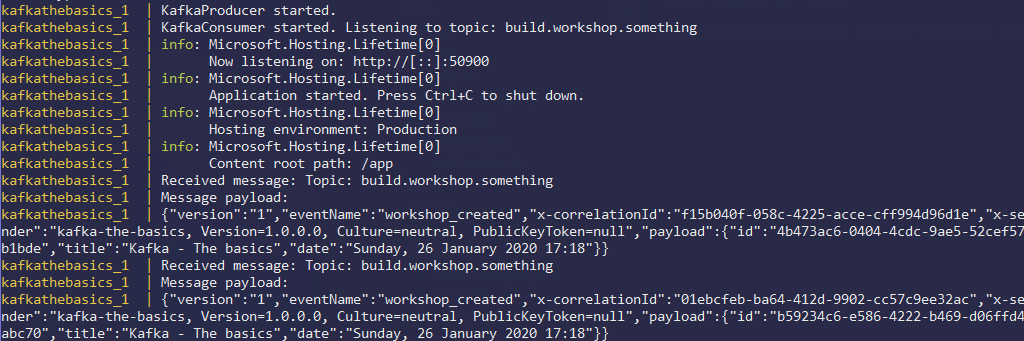 kafkathebasics_1 | KafkaProducer started.
kafkathebasics_1 | KafkaConsumer started. Listening to topic: build.workshop.something
kafkathebasics_1 | info: Microsoft.Hosting.Lifetime[0]
kafkathebasics_1 |       Now listening on: http://[::]:50900
kafkathebasics_1 | info: Microsoft.Hosting.Lifetime[0]
kafkathebasics_1 |       Application started. Press Ctrl+C to shut down.
kafkathebasics_1 | info: Microsoft.Hosting.Lifetime[0]
kafkathebasics_1 |       Hosting environment: Production
kafkathebasics_1 | info: Microsoft.Hosting.Lifetime[0]
kafkathebasics_1 |       Content root path: /app
kafkathebasics_1 | Received message: Topic: build.workshop.something
kafkathebasics_1 | Message payload:
kafkathebasics_1 | {"version":"1","eventName":"workshop_created","x-correlationId":"f15b040f-058c-4225-acce-cff994d96d1e","x-se
nder":"kafka-the-basics, Version=1.0.0.0, Culture=neutral, PublicKeyToken=null","payload":{"id":"4b473ac6-0404-4cdc-9ae5-52cef57
b1bde","title":"Kafka - The basics","date":"Sunday, 26 January 2020 17:18"}}
kafkathebasics_1 | Received message: Topic: build.workshop.something
kafkathebasics_1 | Message payload:
kafkathebasics_1 | {"version":"1","eventName":"workshop_created","x-correlationId":"01ebcfeb-ba64-412d-9902-cc57c9ee32ac","x-se
nder":"kafka-the-basics, Version=1.0.0.0, Culture=neutral, PublicKeyToken=null","payload":{"id":"b59234c6-e586-4222-b469-d06ffd4
abc70","title":"Kafka - The basics","date":"Sunday, 26 January 2020 17:18"}}